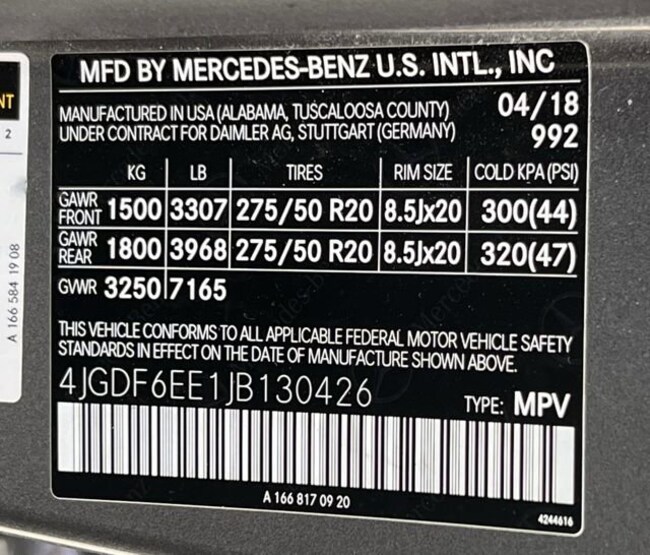 MFD BY MERCEDES-BENZ U.S. INTL., INC
MANUFACTURED IN USA (ALABAMA, TUSCALOOSA COUNTY) 04/18
UNDER CONTRACT FOR DAIMLER AG, STUTTGART (GERMANY) 992
KG LB TIRES RIM SIZE COLD KPA (PSI)
GAWR FRONT 1500 3307 275/50 R20 8.5Jx20 300(44)
GAWR REAR 1800 3968 275/50 R20 8.5Jx20 320(47)
GVWR 3250 7165
THIS VEHICLE CONFORMS TO ALL APPLICABLE FEDERAL MOTOR VEHICLE SAFETY
STANDARDS IN EFFECT ON THE DATE OF MANUFACTURE SHOWN ABOVE.
4JGDF6EE1JB130426 TYPE: MPV
A 166 817 09 20
4244616
NT
2
A 166 584 19 08